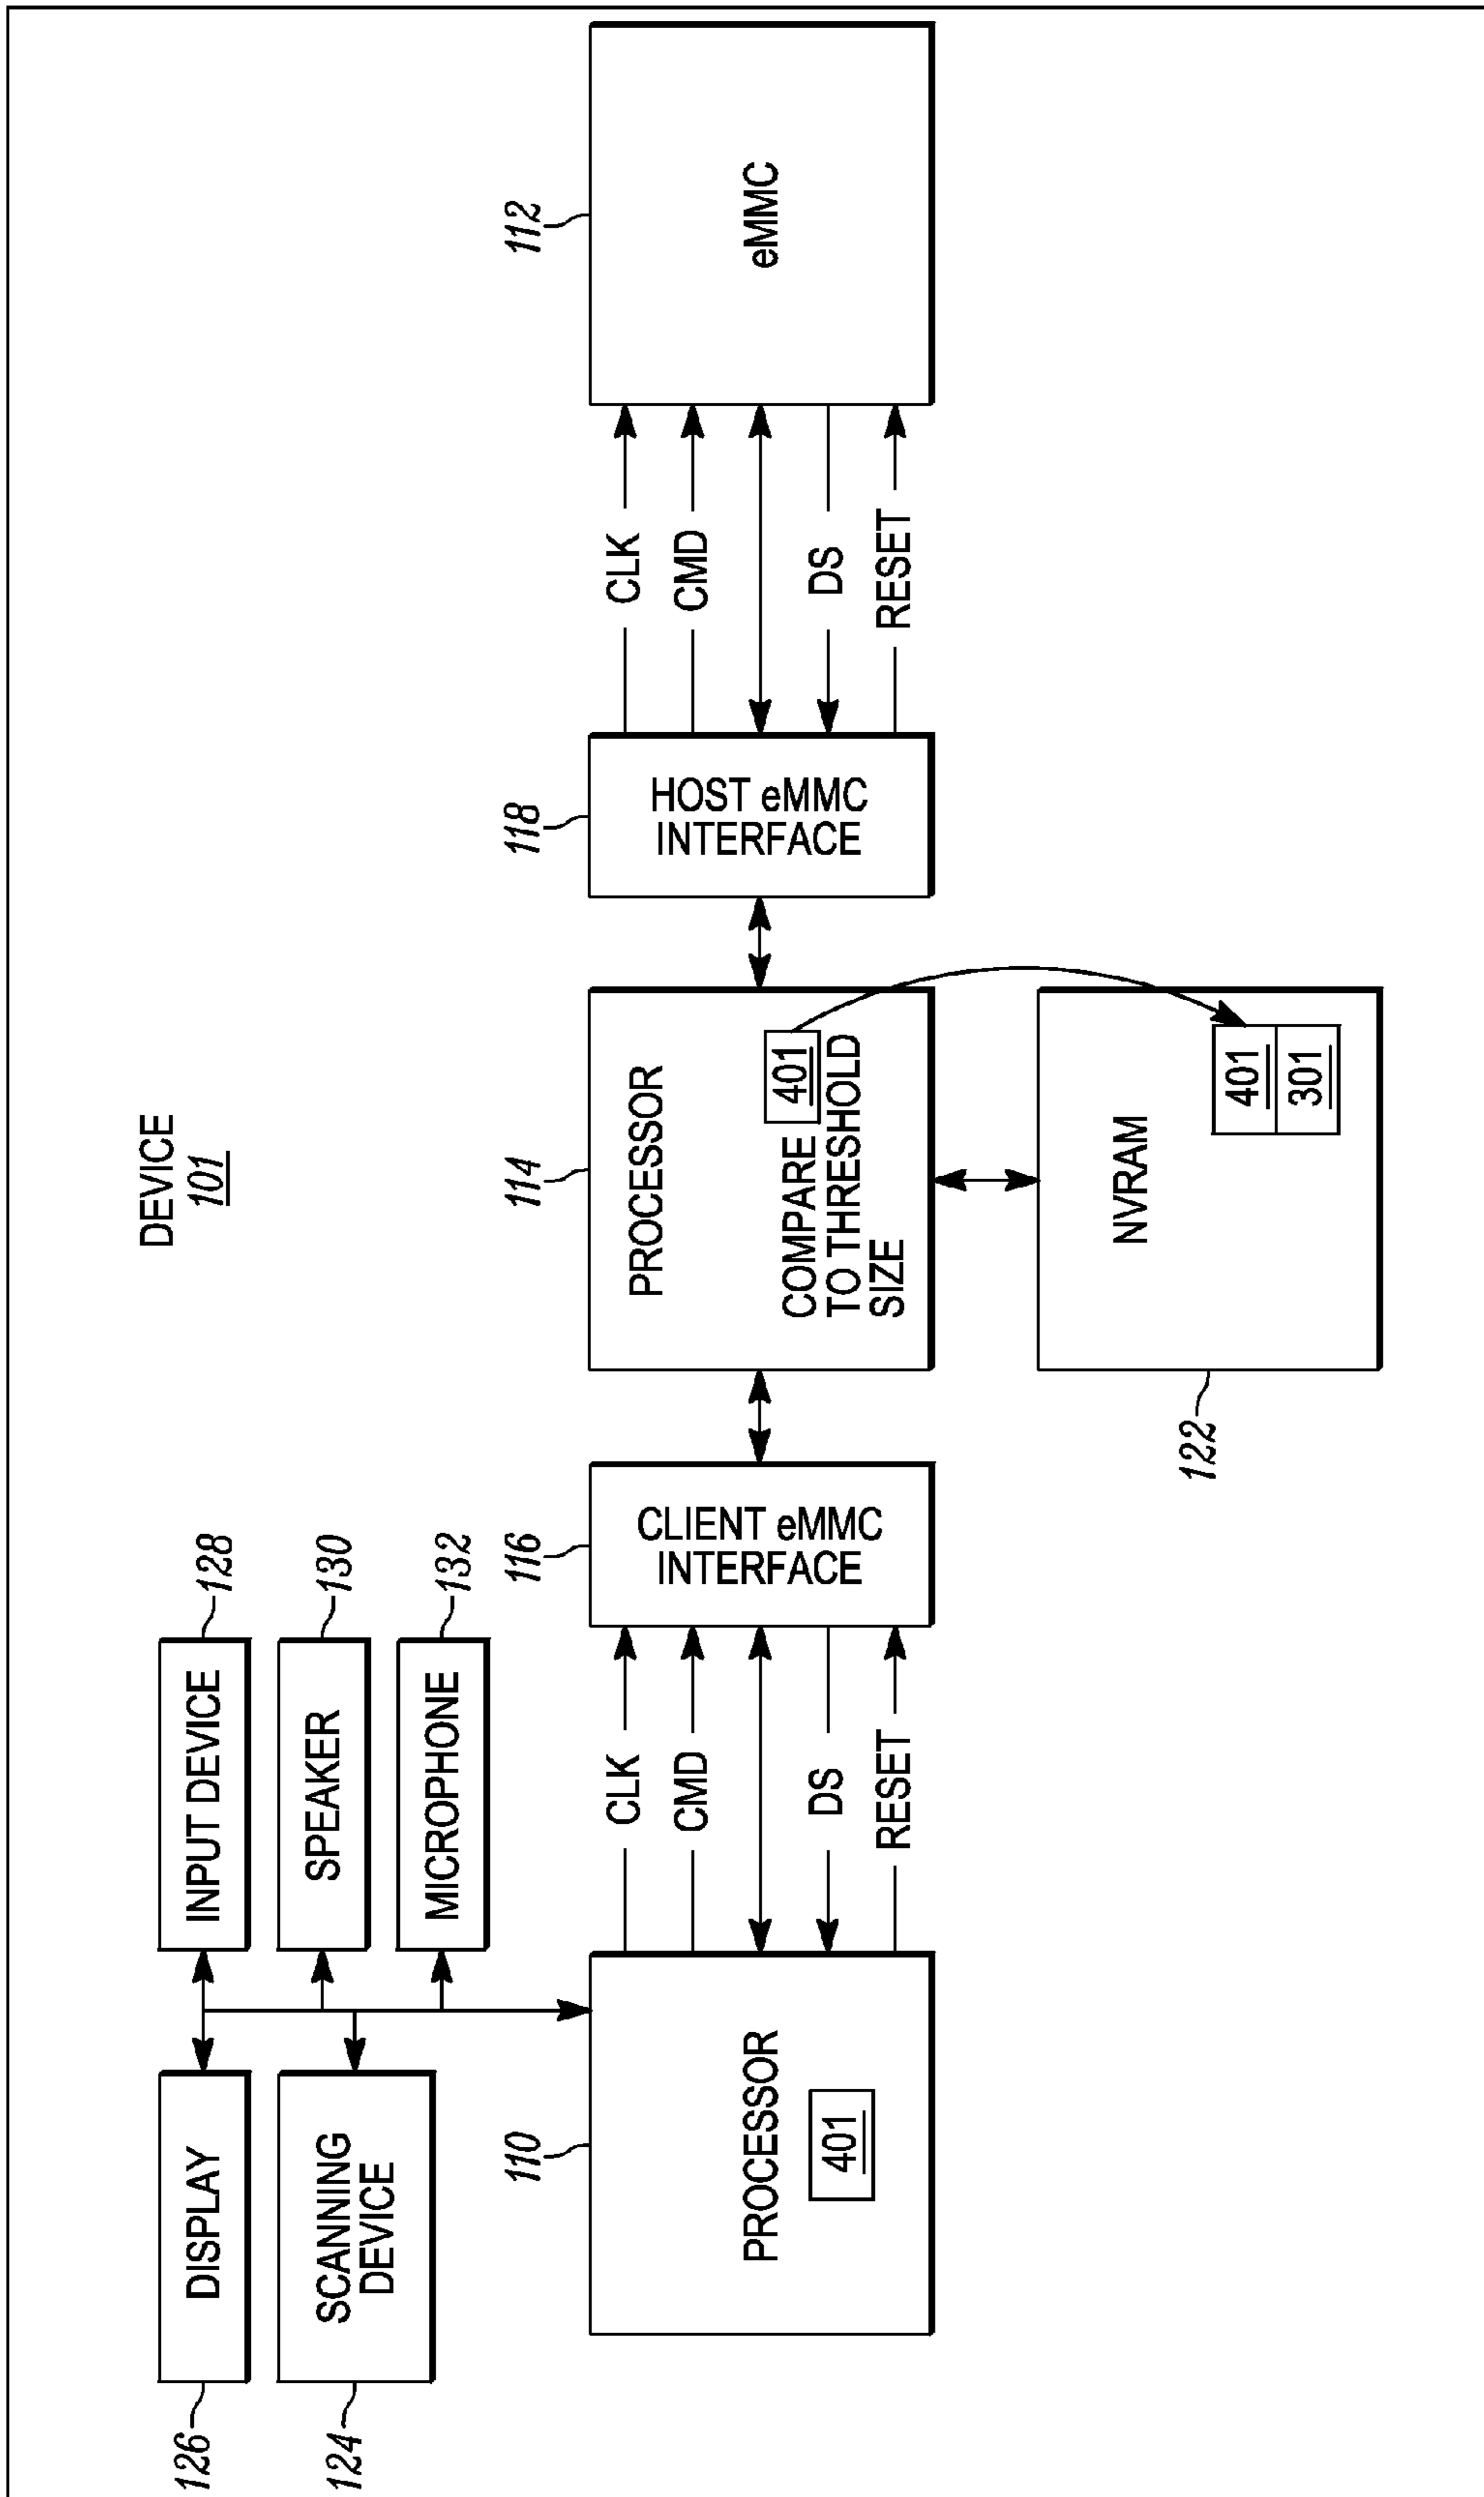 DEVICE
101
126
DISPLAY
INPUT DEVICE
128
124
SCANNING
DEVICE
SPEAKER
130
MICROPHONE
132
110
PROCESSOR
401
CLK
CMD
DS
RESET
116
CLIENT eMMC
INTERFACE
114
PROCESSOR
COMPARE
TO THRESHOLD
SIZE
401
118
HOST eMMC
INTERFACE
CLK
CMD
DS
RESET
112
eMMC
122
NVRAM
401
301